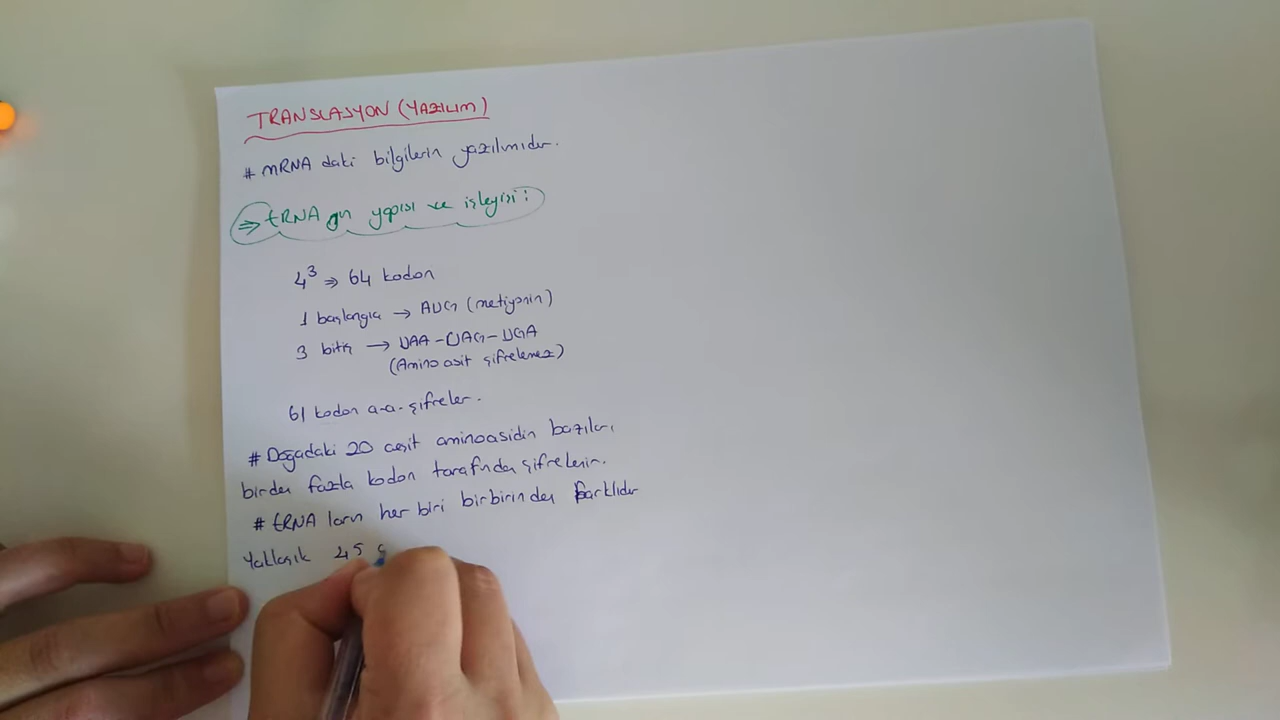 TRANSLASYON (YAZILIM)
# mRNA daki bilgilerin yazılımıdır.
⇒ tRNA ın yapısı ve işleyişi:
4³ ⇒ 64 kodon
1 başlangıç → AUG (metiyonin)
3 bitiş → UAA - UAG - UGA
(Amino asit şifrelemez)
61 kodon a.a. şifreler.
# Doğadaki 20 çeşit aminoasidin bazıları
birden fazla kodon tarafından şifrelenir.
# tRNA ların her biri birbirinden farklıdır
Yaklaşık 45